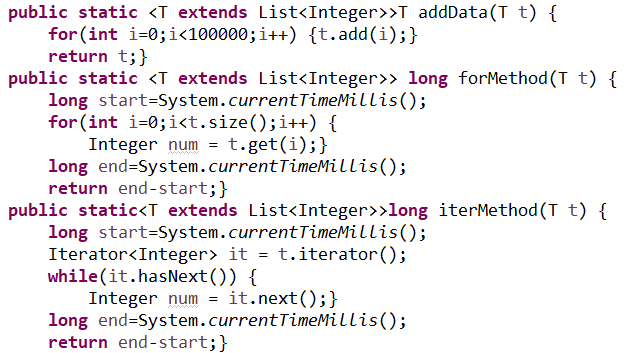 public static <T extends List<Integer>>T addData(T t) {
for(int i=0;i<100000;i++) {t.add(i);}
return t;}
public static <T extends List<Integer>> long forMethod(T t) {
long start=System.currentTimeMillis();
for(int i=0;i<t.size();i++) {
Integer num = t.get(i);}
long end=System.currentTimeMillis();
return end-start;}
public static<T extends List<Integer>>long iterMethod(T t) {
long start=System.currentTimeMillis();
Iterator<Integer> it = t.iterator();
while(it.hasNext()) {
Integer num = it.next();}
long end=System.currentTimeMillis();
return end-start;}